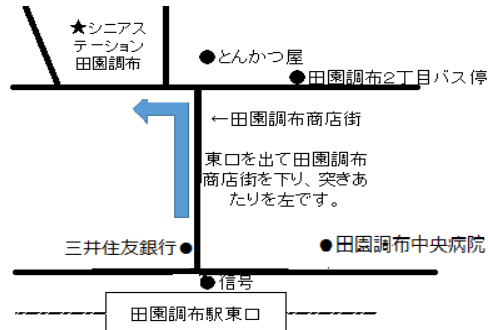 ★シニアス
テーション
田園調布
●とんかつ屋
●田園調布2丁目バス停
←田園調布商店街
東口を出て田園調布
商店街を下り、突きあ
たりを左です。
三井住友銀行●
●田園調布中央病院
●信号
田園調布駅東口